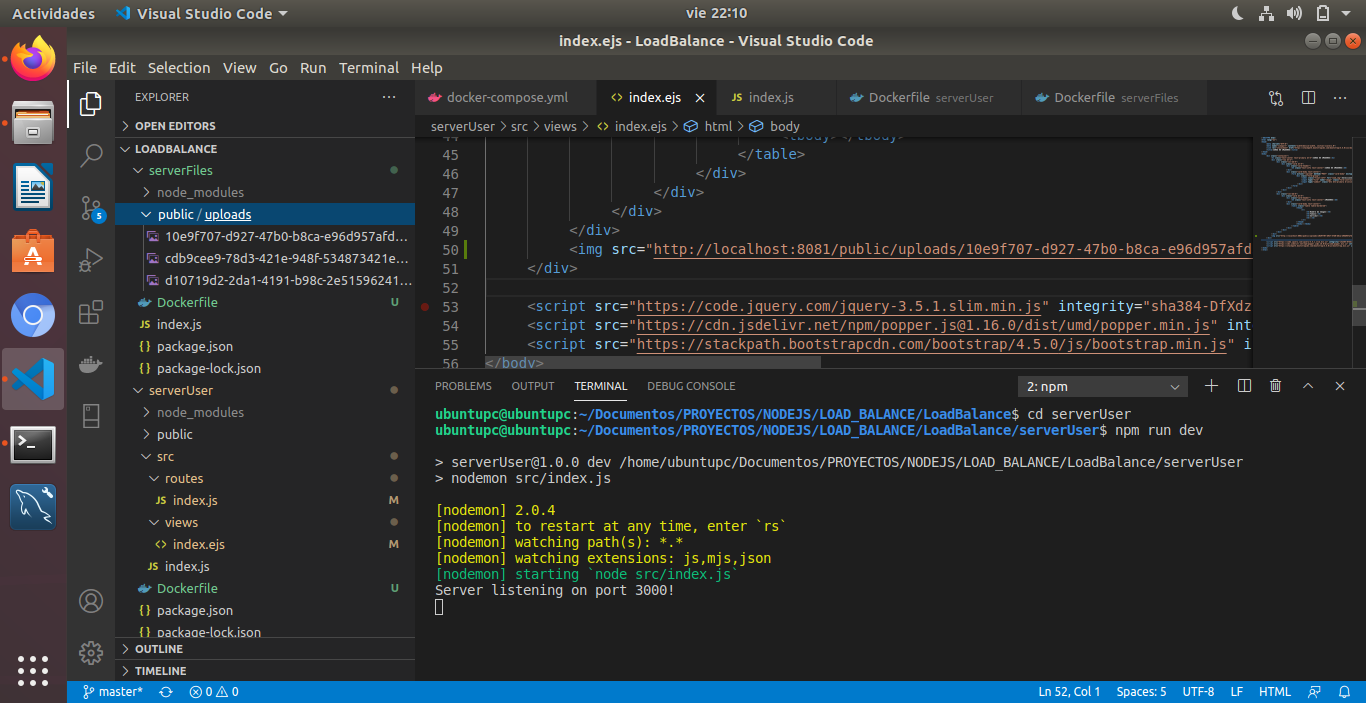 Actividades Visual Studio Code vie 22:10
index.ejs - LoadBalance - Visual Studio Code
File Edit Selection View Go Run Terminal Help
EXPLORER
OPEN EDITORS
LOADBALANCE
serverFiles
node_modules
public / uploads
10e9f707-d927-47b0-b8ca-e96d957afd...
cdb9cee9-78d3-421e-948f-534873421e...
d10719d2-2da1-4191-b98c-2e51596241...
Dockerfile U
index.js
package.json
package-lock.json
serverUser
node_modules
public
src
routes
index.js M
views
index.ejs M
index.js
Dockerfile U
package.json
package-lock.json
OUTLINE
TIMELINE
5
docker-compose.yml index.ejs JS index.js Dockerfile serverUser Dockerfile serverFiles
serverUser > src > views > index.ejs > html > body
44 <tbody></tbody>
45 </table>
46 </div>
47 </div>
48 </div>
49 </div>
50 <img src="http://localhost:8081/public/uploads/10e9f707-d927-47b0-b8ca-e96d957afd
51 </div>
52
53 <script src="https://code.jquery.com/jquery-3.5.1.slim.min.js" integrity="sha384-DfXdz
54 <script src="https://cdn.jsdelivr.net/npm/popper.js@1.16.0/dist/umd/popper.min.js" int
55 <script src="https://stackpath.bootstrapcdn.com/bootstrap/4.5.0/js/bootstrap.min.js" i
56 </body>
PROBLEMS OUTPUT TERMINAL DEBUG CONSOLE 2: npm
ubuntupc@ubuntupc:~/Documentos/PROYECTOS/NODEJS/LOAD_BALANCE/LoadBalance$ cd serverUser
ubuntupc@ubuntupc:~/Documentos/PROYECTOS/NODEJS/LOAD_BALANCE/LoadBalance/serverUser$ npm run dev
> serverUser@1.0.0 dev /home/ubuntupc/Documentos/PROYECTOS/NODEJS/LOAD_BALANCE/LoadBalance/serverUser
> nodemon src/index.js
[nodemon] 2.0.4
[nodemon] to restart at any time, enter `rs`
[nodemon] watching path(s): *.*
[nodemon] watching extensions: js,mjs,json
[nodemon] starting `node src/index.js`
Server listening on port 3000!
master* 0 0 Ln 52, Col 1 Spaces: 5 UTF-8 LF HTML